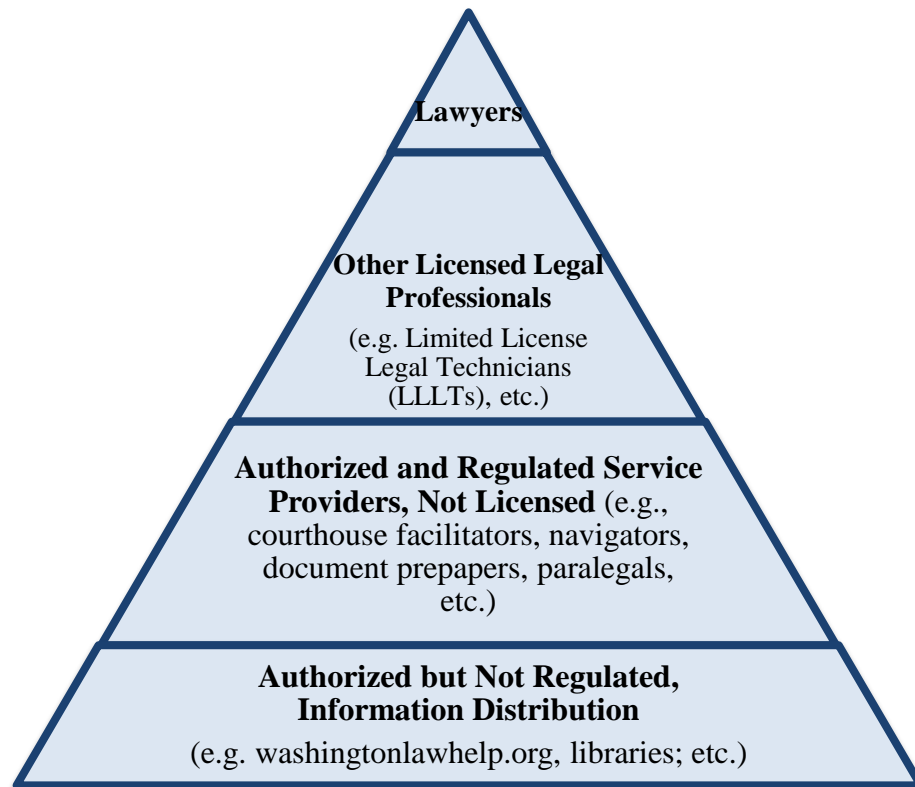 Lawyers
Other Licensed Legal
Professionals
(e.g. Limited License
Legal Technicians
(LLLTs), etc.)
Authorized and Regulated Service
Providers, Not Licensed (e.g.,
courthouse facilitators, navigators,
document prepapers, paralegals,
etc.)
Authorized but Not Regulated,
Information Distribution
(e.g. washingtonlawhelp.org, libraries; etc.)